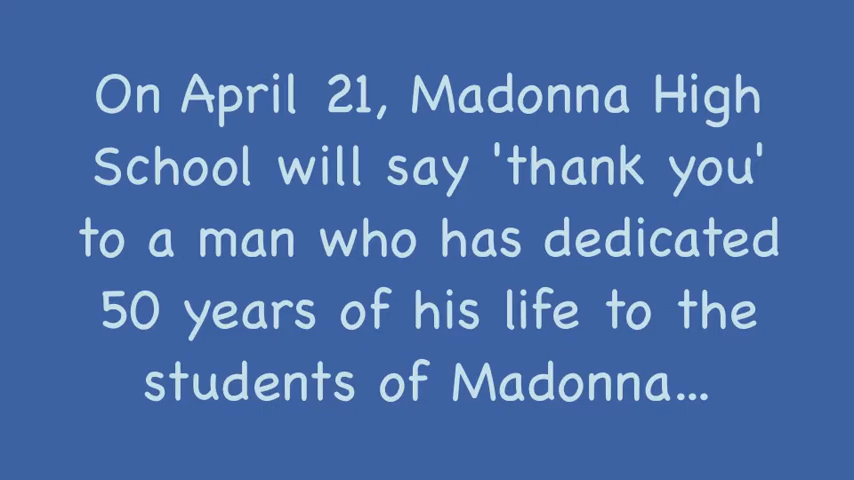 On April 21, Madonna High
School will say 'thank you'
to a man who has dedicated
50 years of his life to the
students of Madonna...